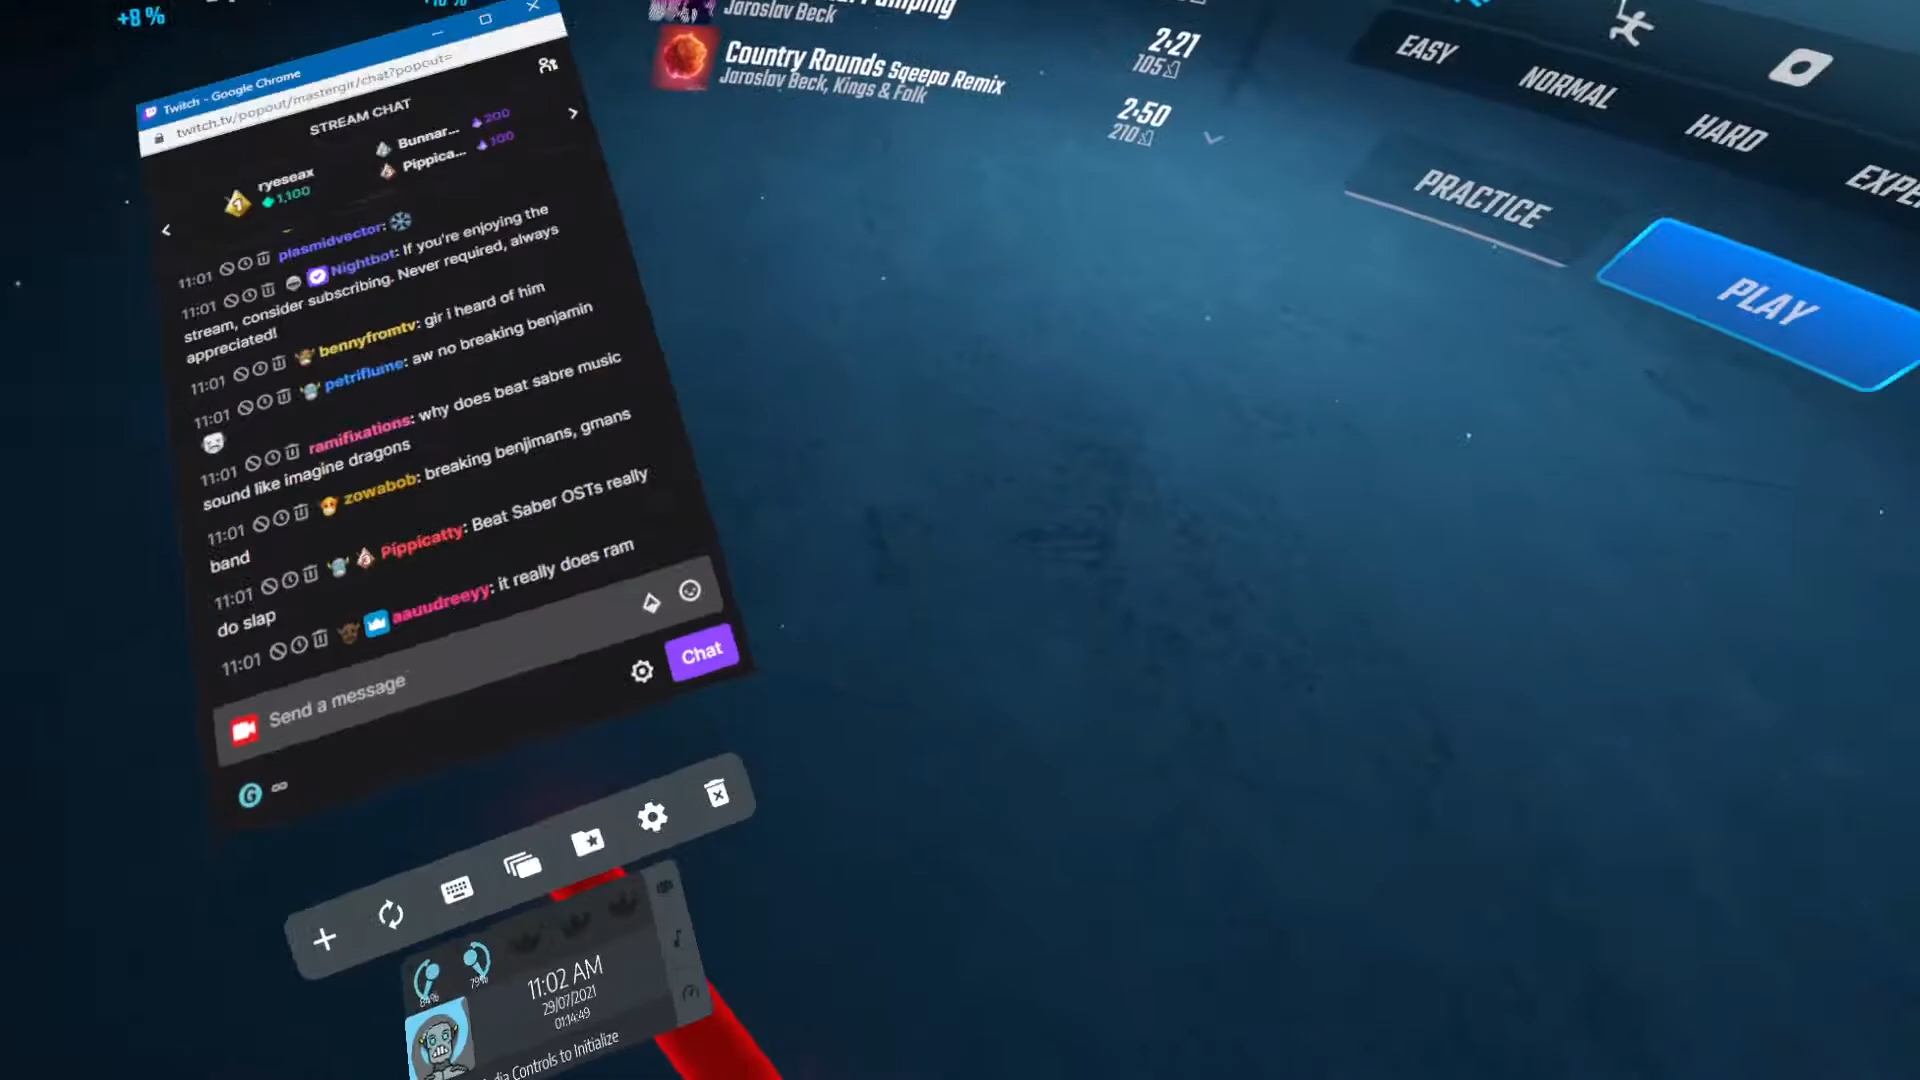 +8 %
Jaroslav Beck
Country Rounds Sqeepo Remix
Jaroslav Beck, Kings & Folk
2:21
105
2:50
210
EASY
NORMAL
HARD
PRACTICE
PLAY
Twitch - Google Chrome
twitch.tv/popout/mastergir/chat?popout=
STREAM CHAT
ryeseax
1,100
Bunnar... 200
Pippica... 100
11:01 plasmidvector:
11:01 Nightbot: If you're enjoying the
stream, consider subscribing. Never required, always
appreciated!
11:01 bennyfromtv: gir i heard of him
11:01 petriflume: aw no breaking benjamin
11:01 ramifixations: why does beat sabre music
sound like imagine dragons
11:01 zowabob: breaking benjimans, gmans
band
11:01 Pippicatty: Beat Saber OSTs really
do slap
11:01 aauudreeyy: it really does ram
Send a message
Chat
84%
79%
11:02 AM
29/07/2021
01:14:49
Controls to Initialize